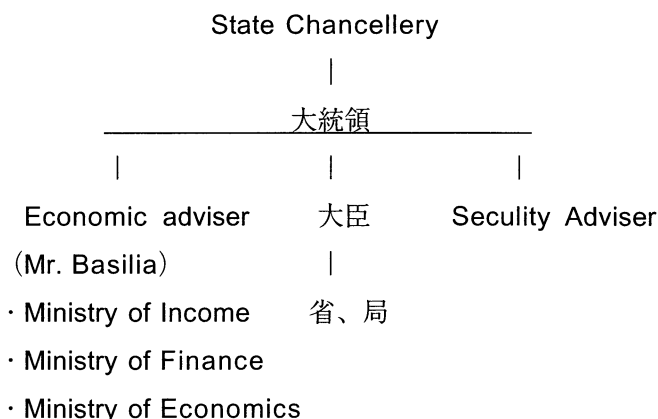 State Chancellery
大統領
Economic adviser 大臣 Seculity Adviser
（Mr. Basilia）
・Ministry of Income 省、局
・Ministry of Finance
・Ministry of Economics